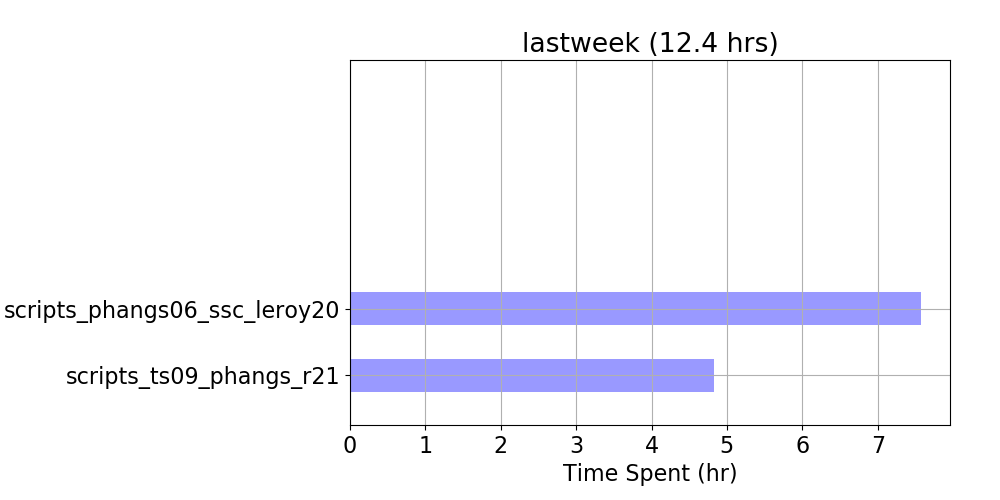 lastweek (12.4 hrs)
scripts_phangs06_ssc_leroy20
scripts_ts09_phangs_r21
0 1 2 3 4 5 6 7
Time Spent (hr)